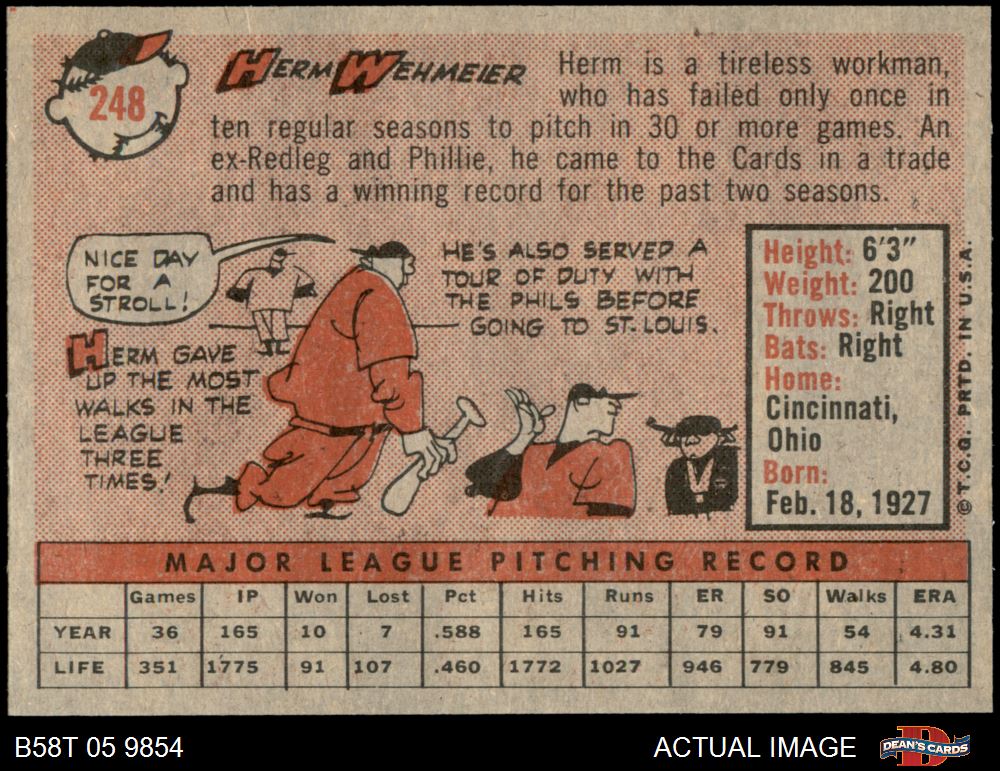 248
HERM WEHMEIER
Herm is a tireless workman,
who has failed only once in
ten regular seasons to pitch in 30 or more games. An
ex-Redleg and Phillie, he came to the Cards in a trade
and has a winning record for the past two seasons.
NICE DAY
FOR A
STROLL!
HERM GAVE
UP THE MOST
WALKS IN THE
LEAGUE
THREE
TIMES!
HE'S ALSO SERVED A
TOUR OF DUTY WITH
THE PHILS BEFORE
GOING TO ST. LOUIS.
Height: 6'3"
Weight: 200
Throws: Right
Bats: Right
Home:
Cincinnati,
Ohio
Born:
Feb. 18, 1927
© T.C.G. PRTD. IN U.S.A.
MAJOR LEAGUE PITCHING RECORD
Games IP Won Lost Pct Hits Runs ER SO Walks ERA
YEAR 36 165 10 7 .588 165 91 79 91 54 4.31
LIFE 351 1775 91 107 .460 1772 1027 946 779 845 4.80
B58T 05 9854
ACTUAL IMAGE
DEAN'S CARDS